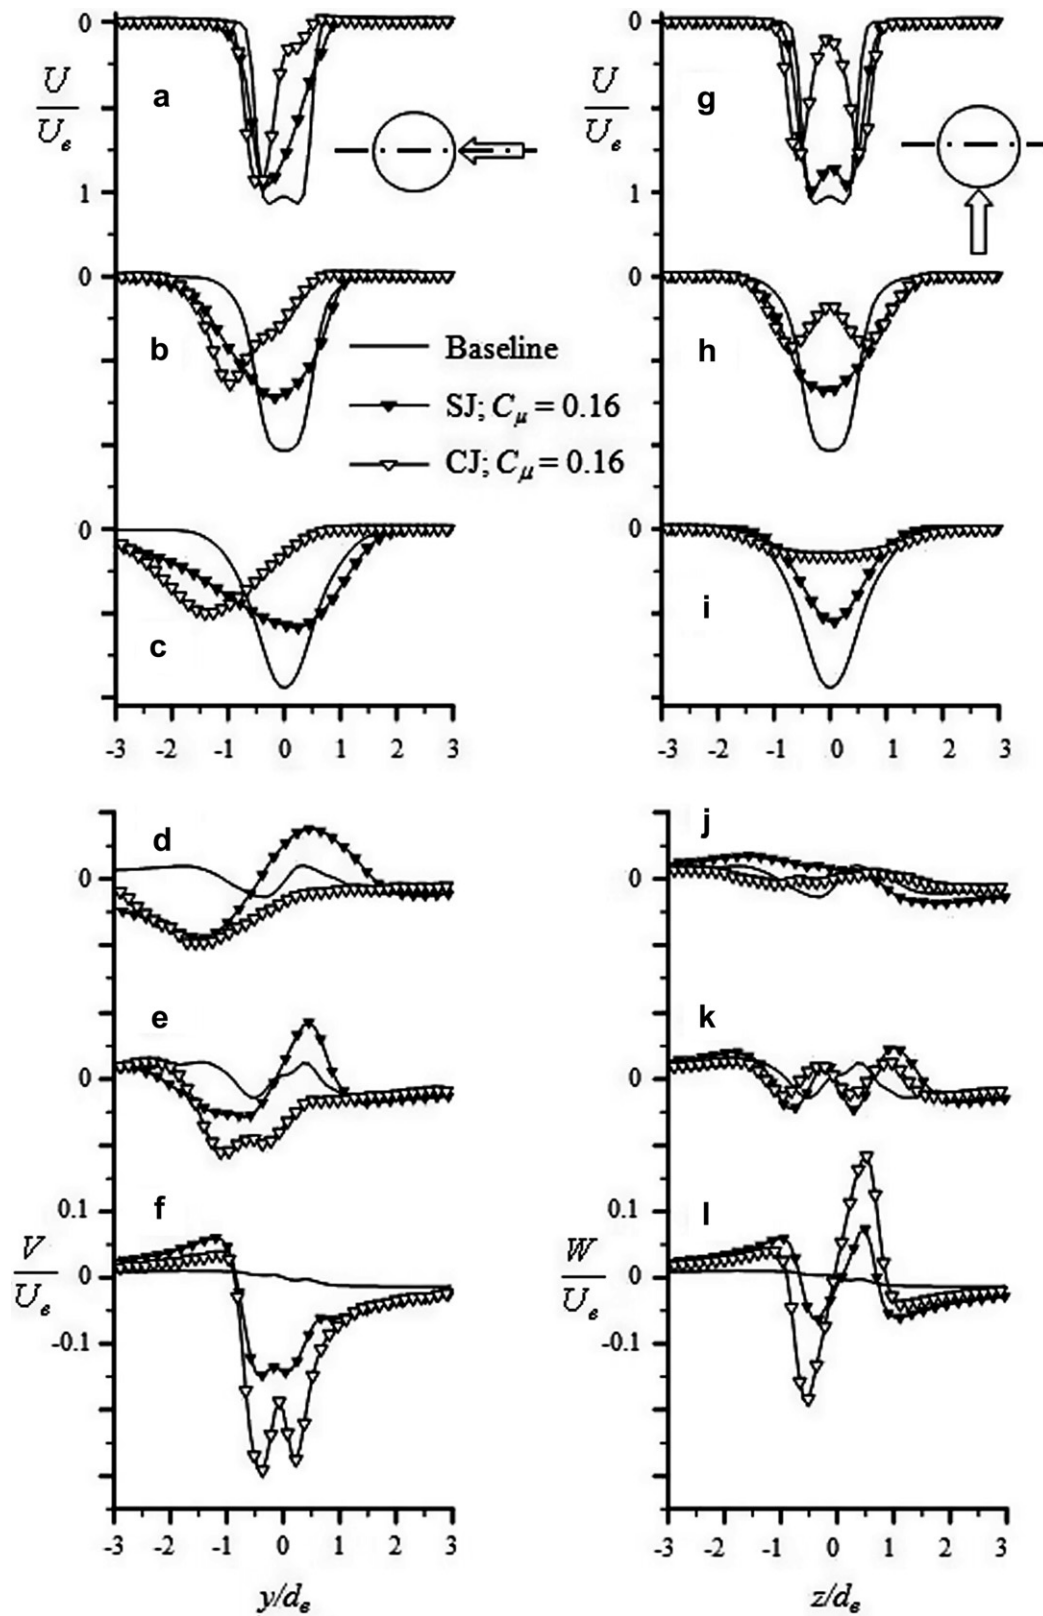 0
U
U_e
a
1
0
b
Baseline
SJ; C_μ = 0.16
CJ; C_μ = 0.16
0
c
-3 -2 -1 0 1 2 3
0
U
U_e
g
1
0
h
0
i
-3 -2 -1 0 1 2 3
d
0
e
0
f
0.1
V
U_e
0
-0.1
-3 -2 -1 0 1 2 3
y/d_e
j
0
k
0
l
0.1
W
U_e
0
-0.1
-3 -2 -1 0 1 2 3
z/d_e